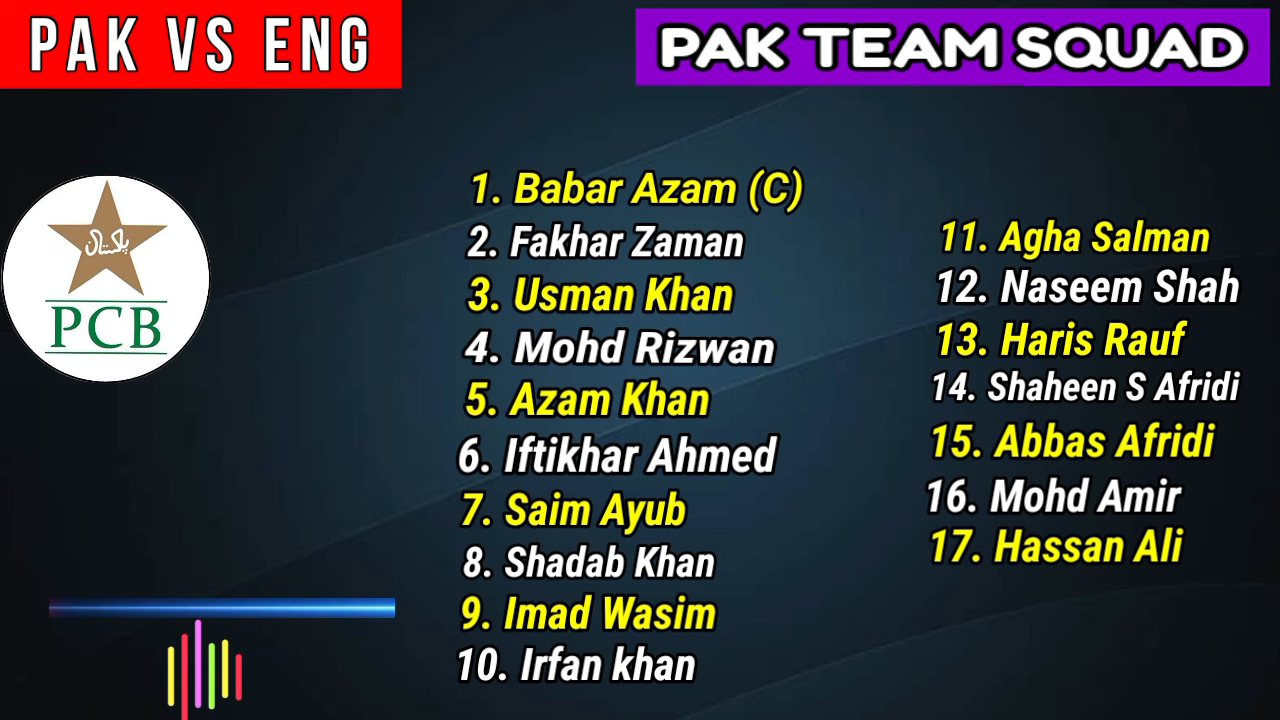 PAK VS ENG
PAK TEAM SQUAD
پاکستان
PCB
1. Babar Azam (C)
2. Fakhar Zaman
3. Usman Khan
4. Mohd Rizwan
5. Azam Khan
6. Iftikhar Ahmed
7. Saim Ayub
8. Shadab Khan
9. Imad Wasim
10. Irfan khan
11. Agha Salman
12. Naseem Shah
13. Haris Rauf
14. Shaheen S Afridi
15. Abbas Afridi
16. Mohd Amir
17. Hassan Ali